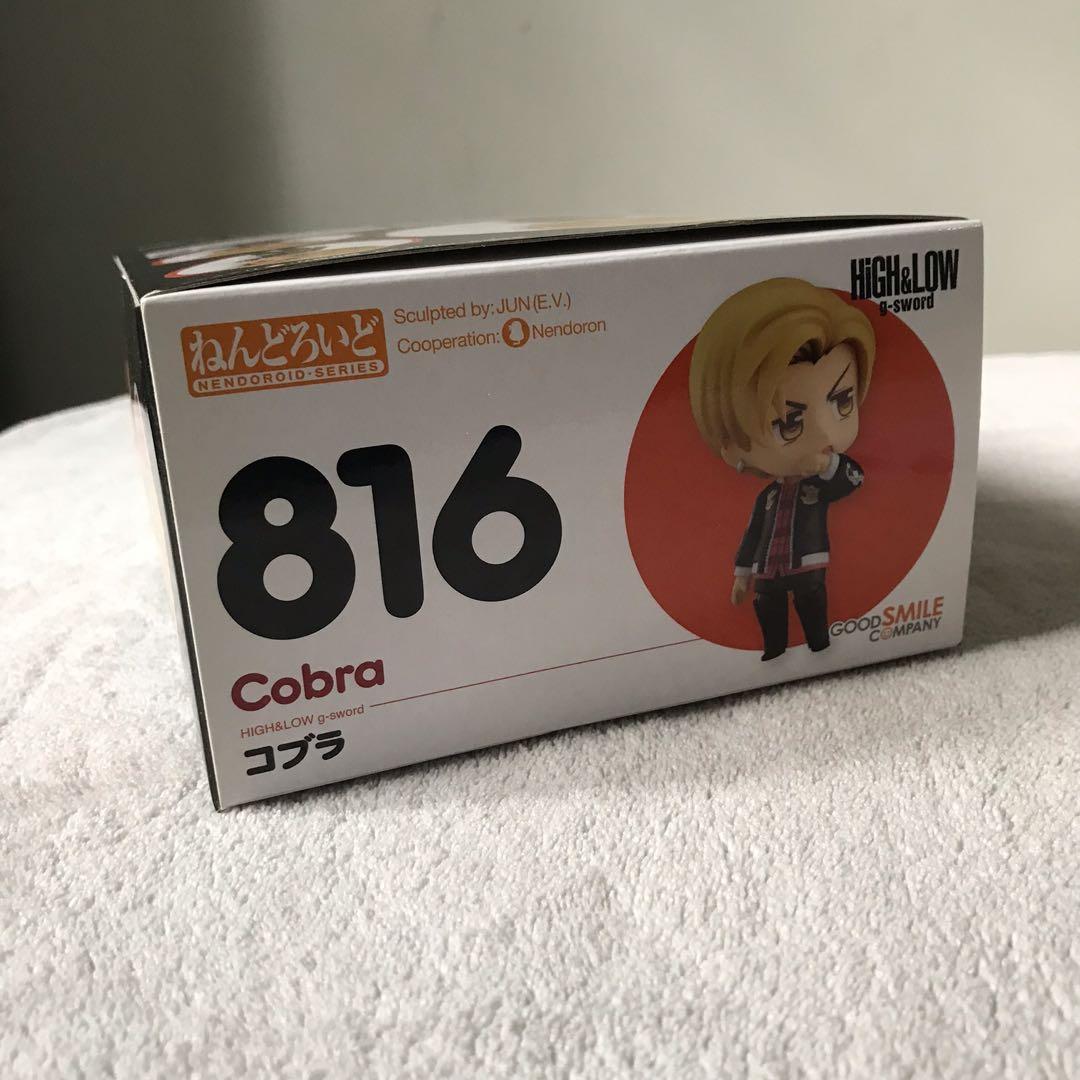 ねんどろいど
NENDOROID·SERIES
Sculpted by: JUN(E.V.)
Cooperation: Nendoron
HiGH&LOW
g-sword
816
GOOD SMILE
COMPANY
Cobra
HIGH&LOW g-sword
コブラ